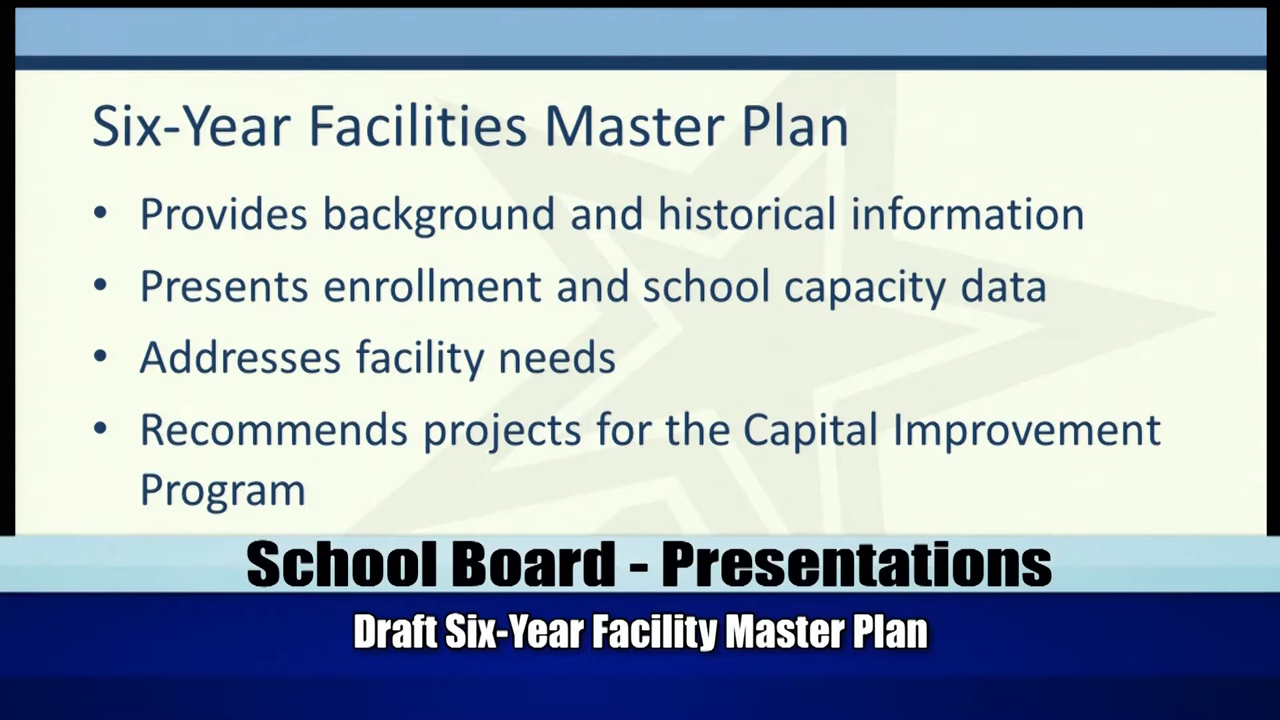 Six-Year Facilities Master Plan
• Provides background and historical information
• Presents enrollment and school capacity data
• Addresses facility needs
• Recommends projects for the Capital Improvement
Program
School Board - Presentations
Draft Six-Year Facility Master Plan